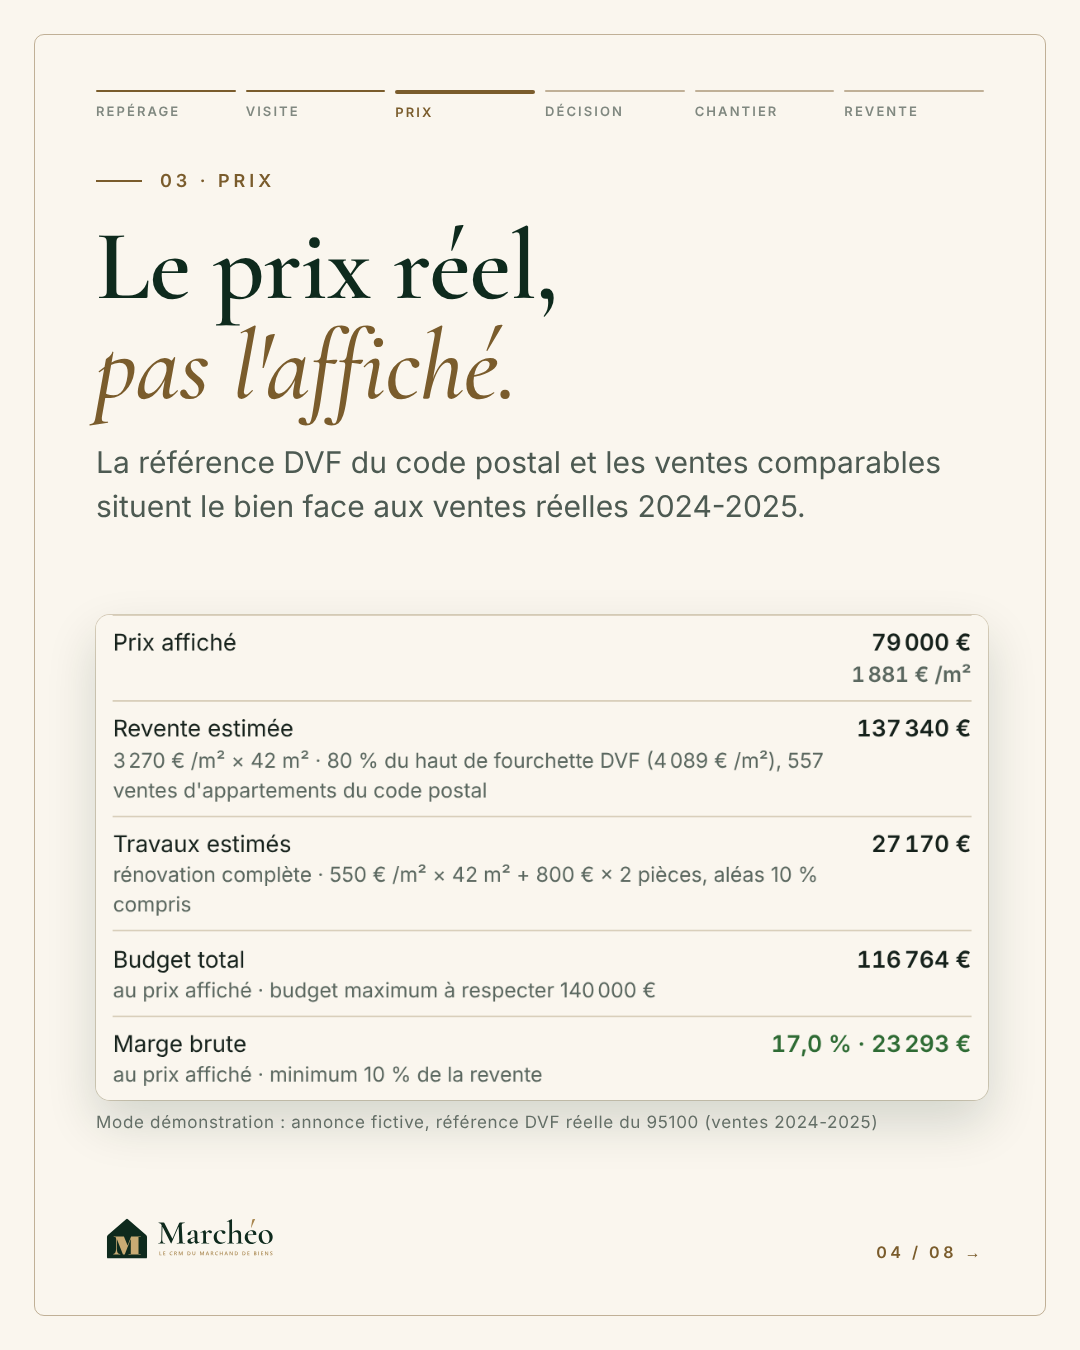 REPÉRAGE VISITE PRIX DÉCISION CHANTIER REVENTE
03 · PRIX
Le prix réel,
pas l'affiché.
La référence DVF du code postal et les ventes comparables
situent le bien face aux ventes réelles 2024-2025.
Prix affiché 79 000 €
1 881 € /m²
Revente estimée 137 340 €
3 270 € /m² × 42 m² · 80 % du haut de fourchette DVF (4 089 € /m²), 557
ventes d'appartements du code postal
Travaux estimés 27 170 €
rénovation complète · 550 € /m² × 42 m² + 800 € × 2 pièces, aléas 10 %
compris
Budget total 116 764 €
au prix affiché · budget maximum à respecter 140 000 €
Marge brute 17,0 % · 23 293 €
au prix affiché · minimum 10 % de la revente
Mode démonstration : annonce fictive, référence DVF réelle du 95100 (ventes 2024-2025)
M Marchéo
LE CRM DU MARCHAND DE BIENS
04 / 08 →